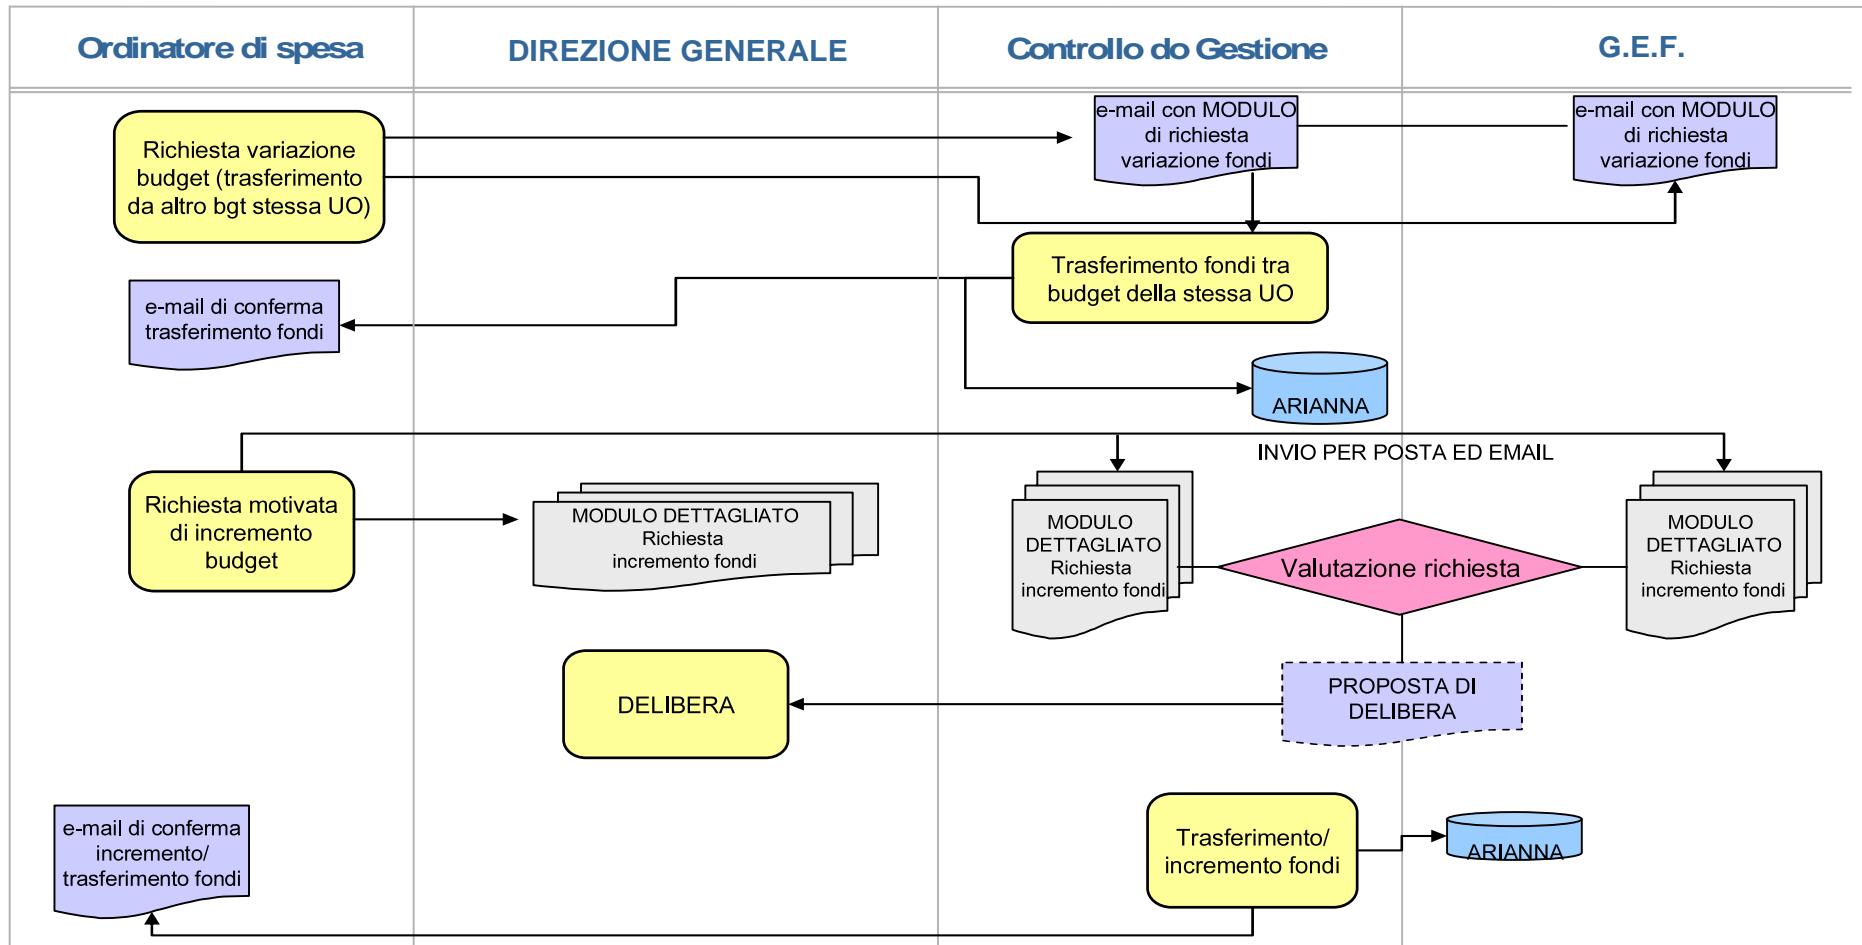 Ordinatore di spesa
DIREZIONE GENERALE
Controllo do Gestione
G.E.F.
Richiesta variazione
budget (trasferimento
da altro bgt stessa UO)
e-mail con MODULO
di richiesta
variazione fondi
e-mail con MODULO
di richiesta
variazione fondi
Trasferimento fondi tra
budget della stessa UO
e-mail di conferma
trasferimento fondi
ARIANNA
INVIO PER POSTA ED EMAIL
Richiesta motivata
di incremento
budget
MODULO DETTAGLIATO
Richiesta
incremento fondi
MODULO
DETTAGLIATO
Richiesta
incremento fondi
Valutazione richiesta
MODULO
DETTAGLIATO
Richiesta
incremento fondi
DELIBERA
PROPOSTA DI
DELIBERA
e-mail di conferma
incremento/
trasferimento fondi
Trasferimento/
incremento fondi
ARIANNA